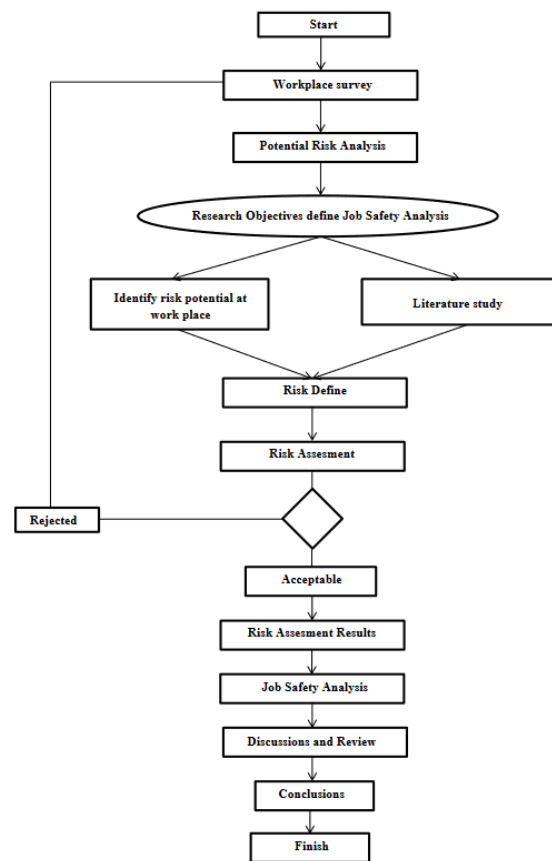 Start
Workplace survey
Potential Risk Analysis
Research Objectives define Job Safety Analysis
Identify risk potential at
work place
Literature study
Risk Define
Risk Assesment
Rejected
Acceptable
Risk Assesment Results
Job Safety Analysis
Discussions and Review
Conclusions
Finish